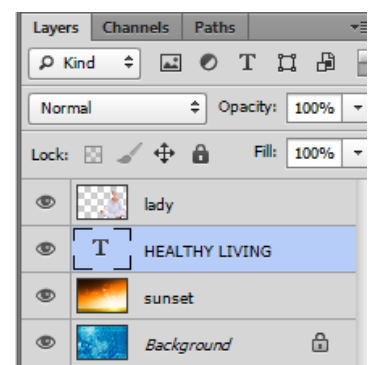 Layers Channels Paths
Kind T
Normal Opacity: 100%
Lock: Fill: 100%
lady
T HEALTHY LIVING
sunset
Background